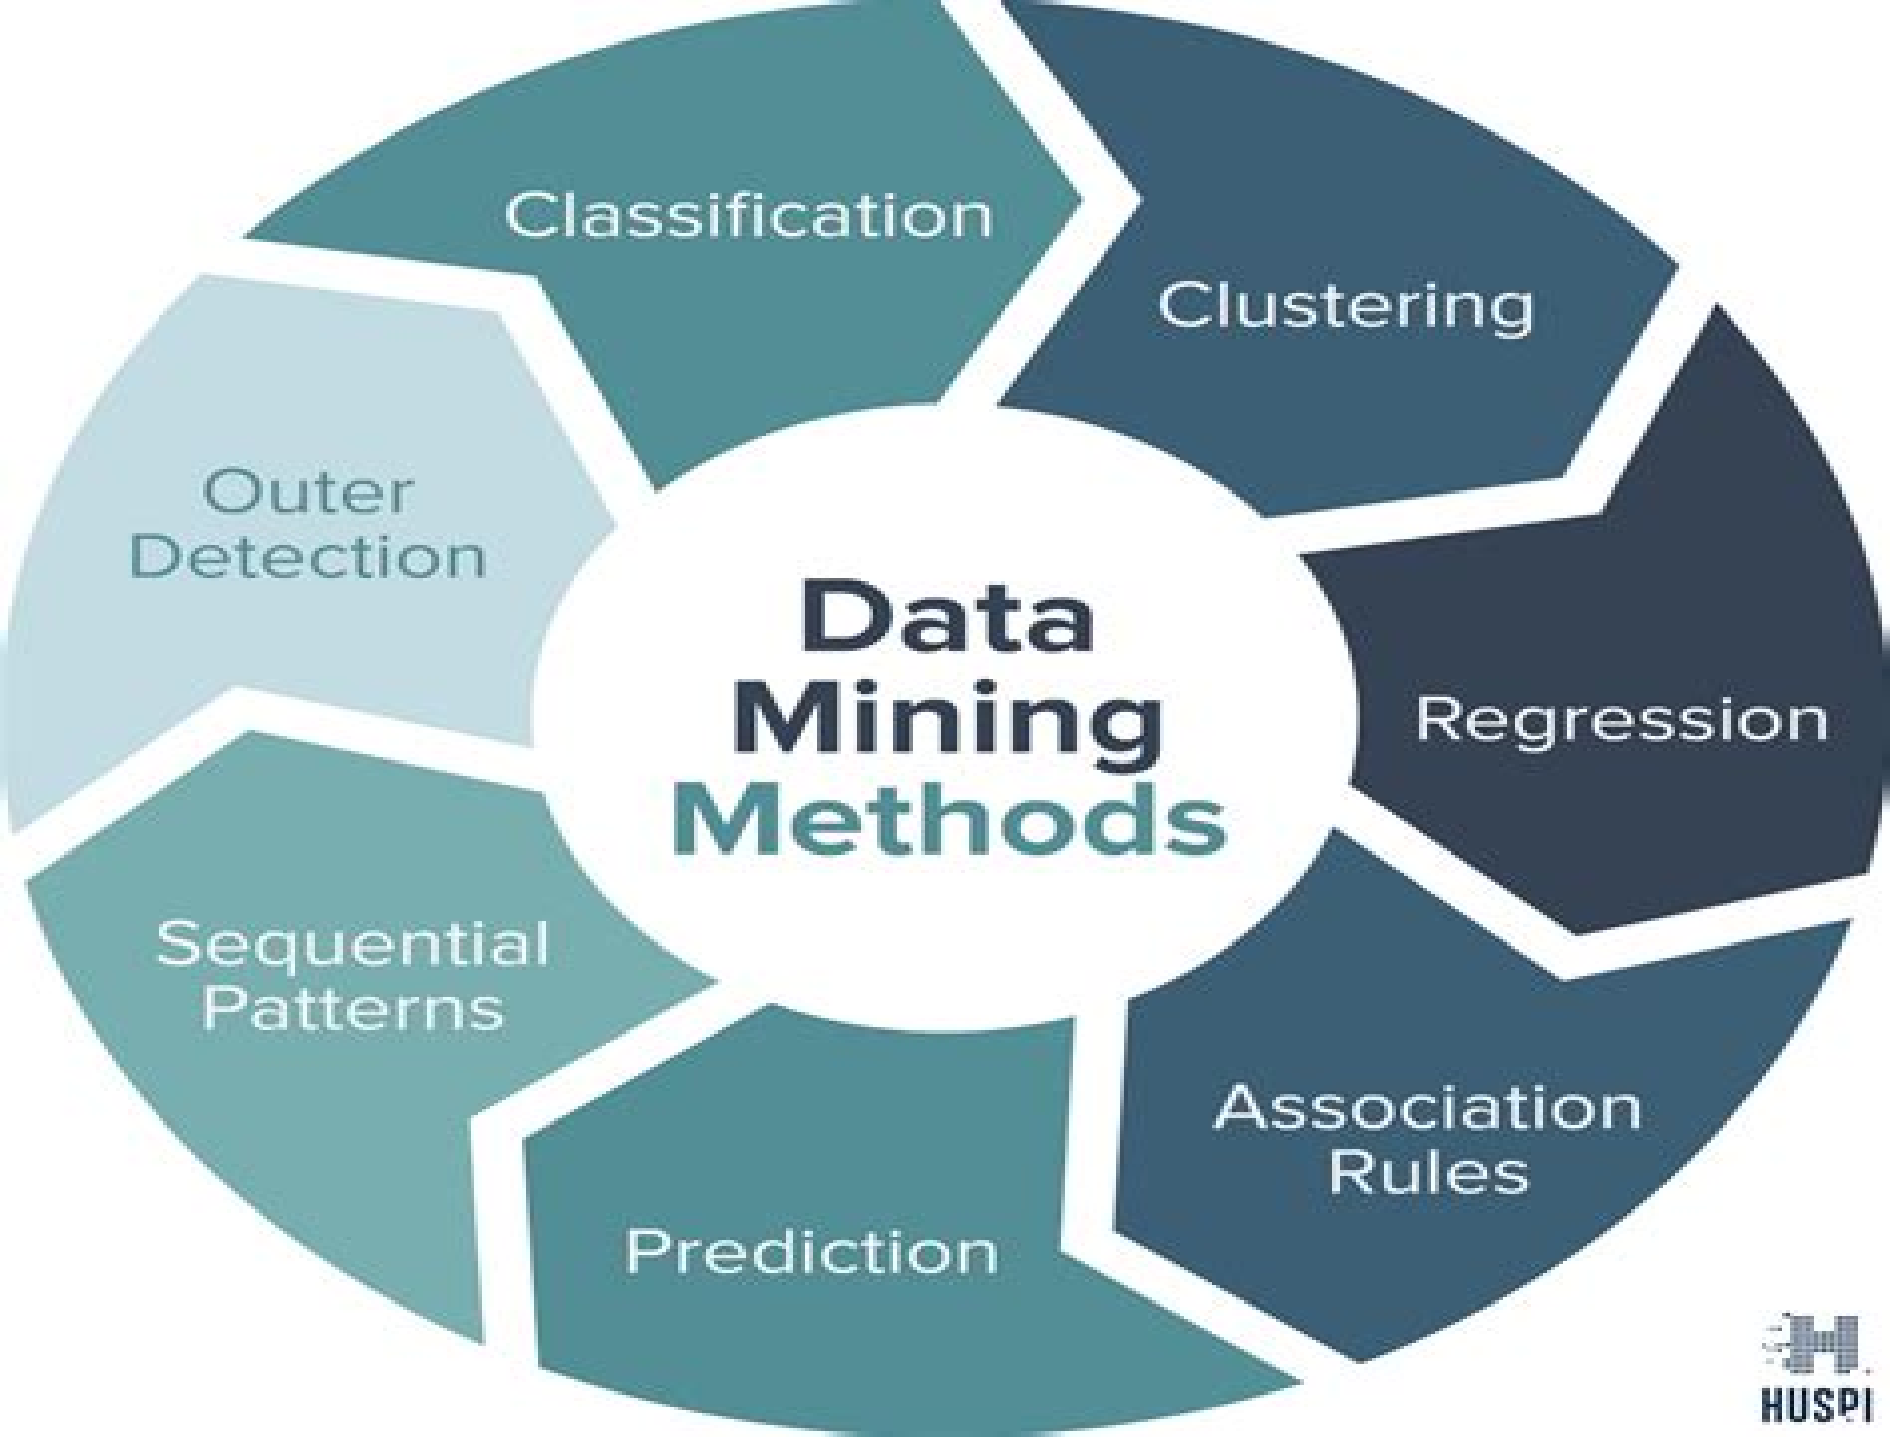 Classification
Clustering
Regression
Association
Rules
Prediction
Sequential
Patterns
Outer
Detection
Data
Mining
Methods
HUSPI